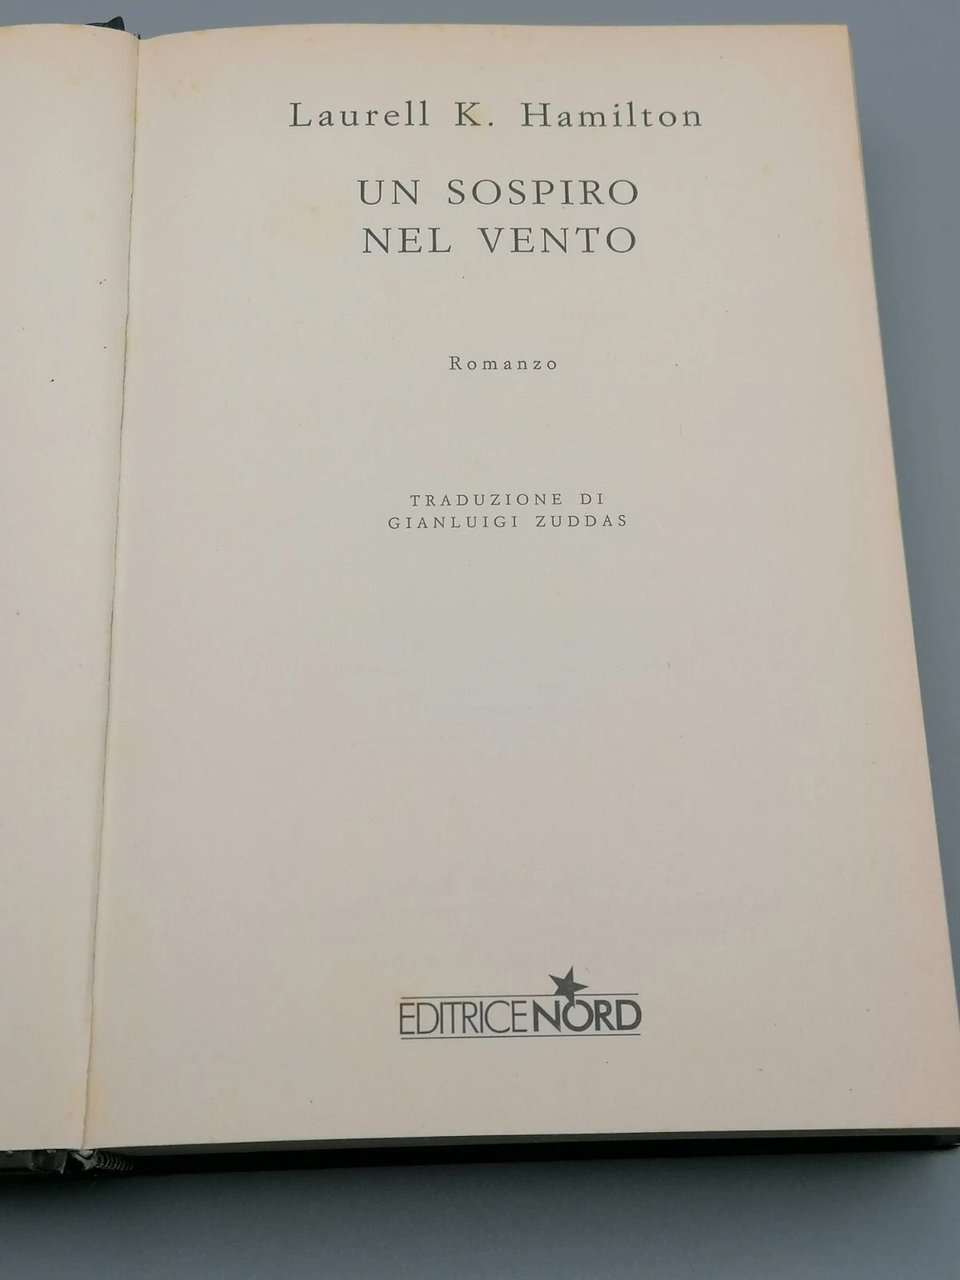 Laurell K. Hamilton
UN SOSPIRO
NEL VENTO
Romanzo
TRADUZIONE DI
GIANLUIGI ZUDDAS
EDITRICE NORD